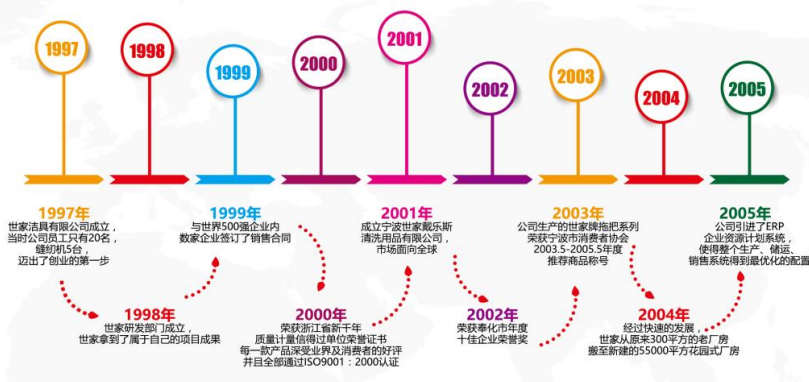 1997
1998
1999
2000
2001
2002
2003
2004
2005
1997年
世家洁具有限公司成立，
当时公司员工只有20名，
缝纫机5台，
迈出了创业的第一步
1998年
世家研发部门成立，
世家拿到了属于自己的项目成果
1999年
与世界500强企业内
数家企业签订了销售合同
2000年
荣获浙江省新千年
质量计量信得过单位荣誉证书
每一款产品深受业界及消费者的好评
并且全部通过ISO9001：2000认证
2001年
成立宁波世家戴乐斯
清洗用品有限公司，
市场面向全球
2002年
荣获奉化市年度
十佳企业荣誉奖
2003年
公司生产的世家牌拖把系列
荣获宁波市消费者协会
2003.5-2005.5年度
推荐商品称号
2004年
经过快速的发展，
世家从原来300平方的老厂房
搬至新建的55000平方花园式厂房
2005年
公司引进了ERP
企业资源计划系统，
使得整个生产、储运、
销售系统得到最优化的配置